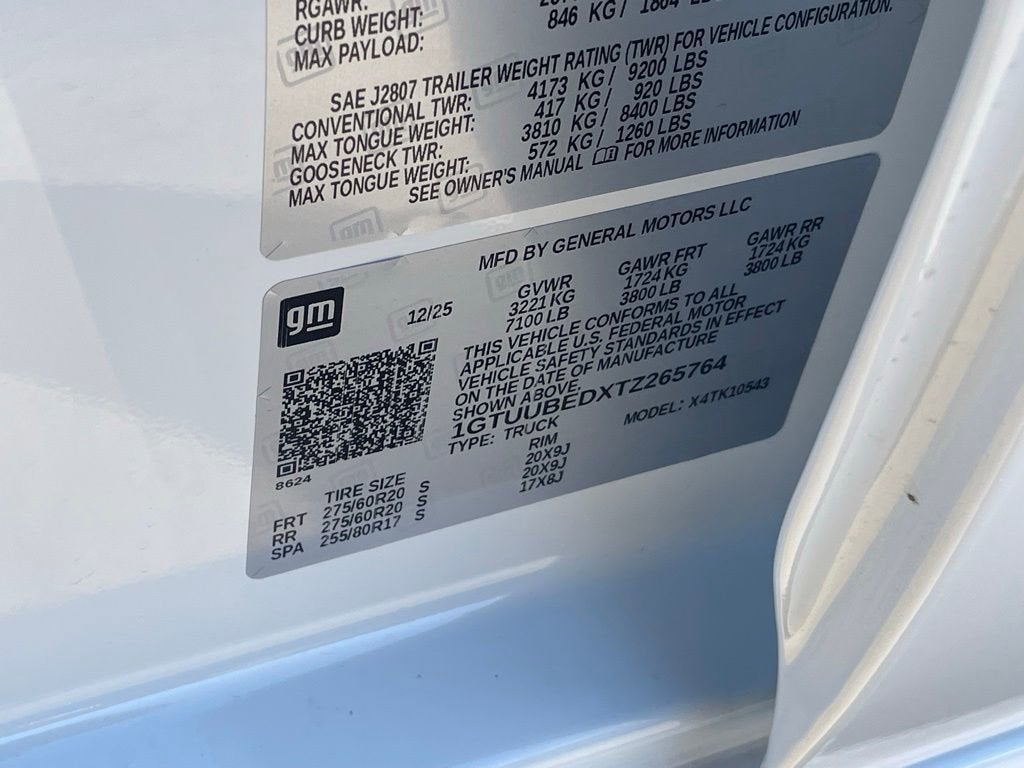 RGAWR:
CURB WEIGHT:
MAX PAYLOAD: 846 KG / 1864
SAE J2807 TRAILER WEIGHT RATING (TWR) FOR VEHICLE CONFIGURATION.
CONVENTIONAL TWR: 4173 KG / 9200 LBS
MAX TONGUE WEIGHT: 417 KG / 920 LBS
GOOSENECK TWR: 3810 KG / 8400 LBS
MAX TONGUE WEIGHT: 572 KG / 1260 LBS
SEE OWNER'S MANUAL FOR MORE INFORMATION
gm
MFD BY GENERAL MOTORS LLC
gm 12/25 GVWR GAWR FRT GAWR RR
3221 KG 1724 KG 1724 KG
7100 LB 3800 LB 3800 LB
THIS VEHICLE CONFORMS TO ALL
APPLICABLE U.S. FEDERAL MOTOR
VEHICLE SAFETY STANDARDS IN EFFECT
ON THE DATE OF MANUFACTURE
SHOWN ABOVE.
1GTUUBEDXTZ265764
TYPE: TRUCK MODEL: X4TK10543
8624
TIRE SIZE RIM
FRT 275/60R20 S 20X9J
RR 275/60R20 S 20X9J
SPA 255/80R17 S 17X8J